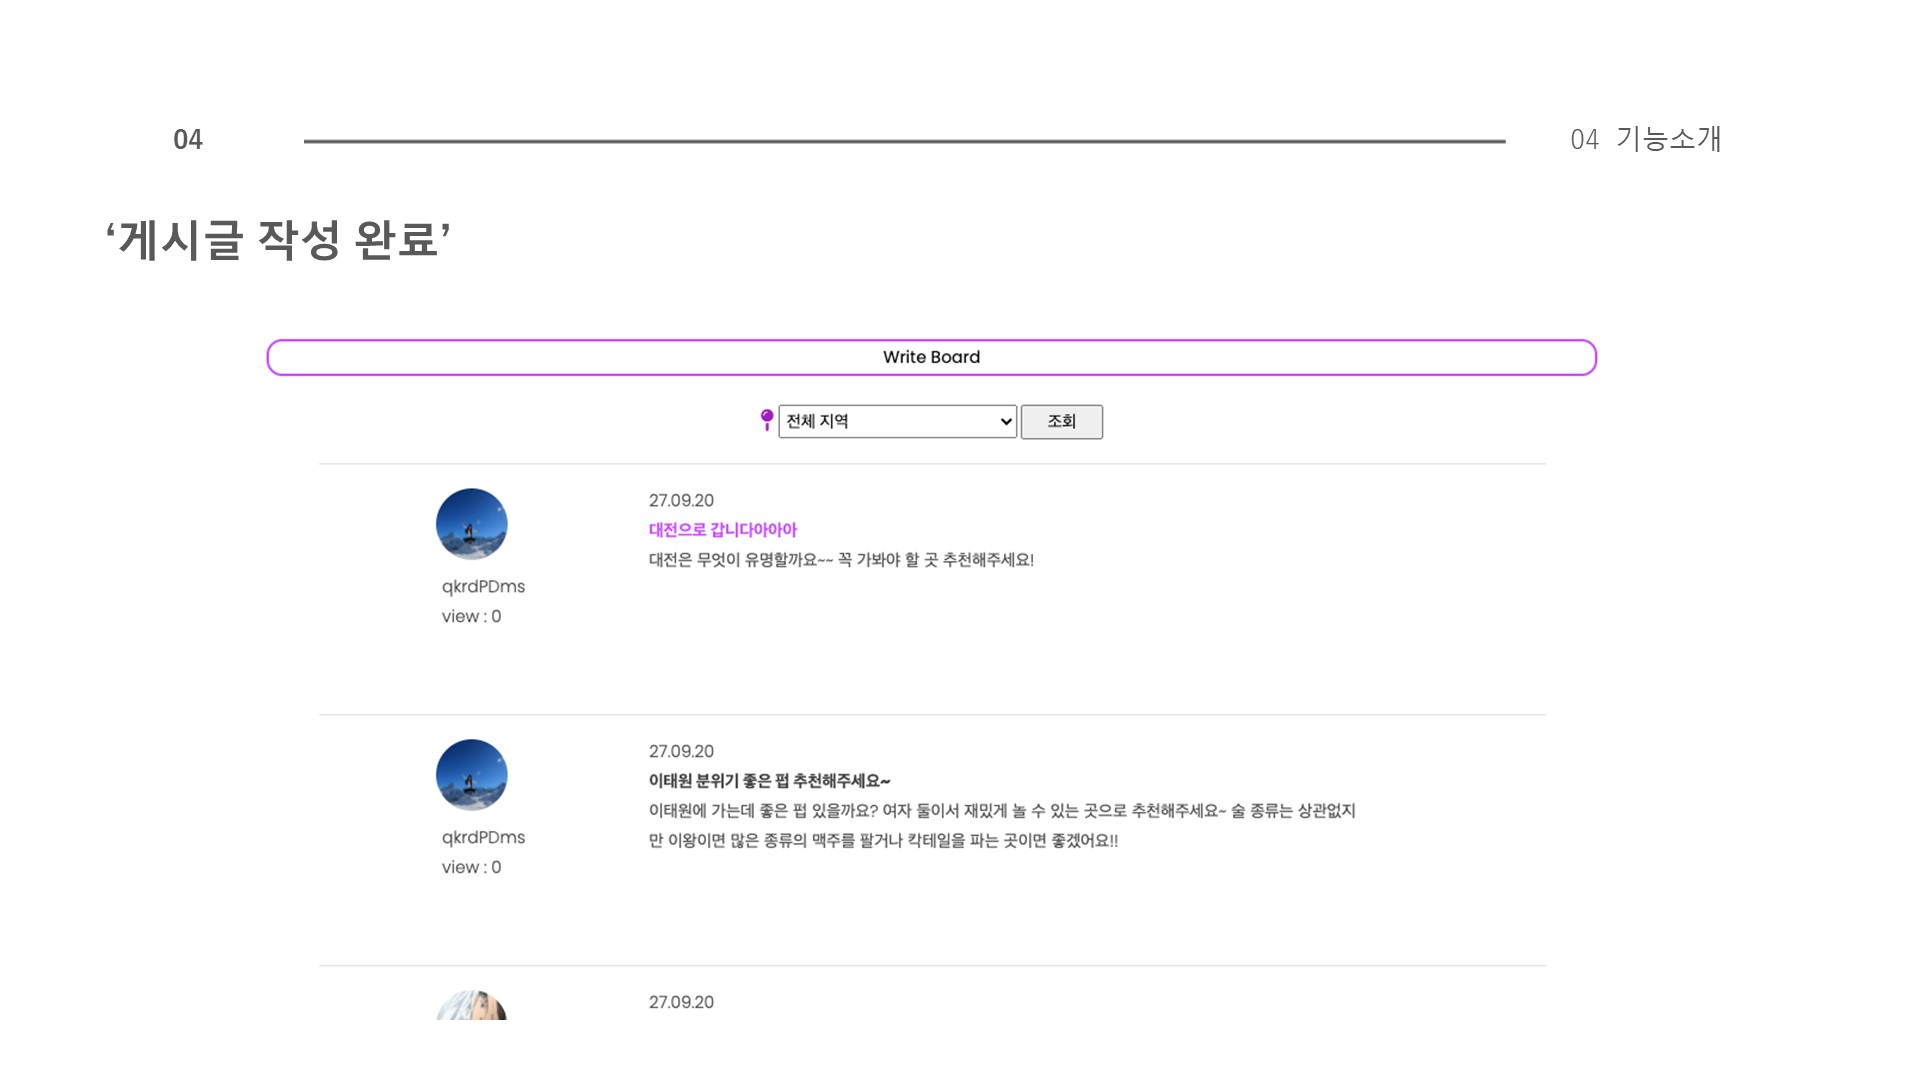 04
04 기능소개
‘게시글 작성 완료’
Write Board
전체 지역
조회
27.09.20
대전으로 갑니다아아아
대전은 무엇이 유명할까요~~ 꼭 가봐야 할 곳 추천해주세요!
qkrdPDms
view : 0
27.09.20
이태원 분위기 좋은 펍 추천해주세요~
이태원에 가는데 좋은 펍 있을까요? 여자 둘이서 재밌게 놀 수 있는 곳으로 추천해주세요~ 술 종류는 상관없지
만 이왕이면 많은 종류의 맥주를 팔거나 칵테일을 파는 곳이면 좋겠어요!!
qkrdPDms
view : 0
27.09.20